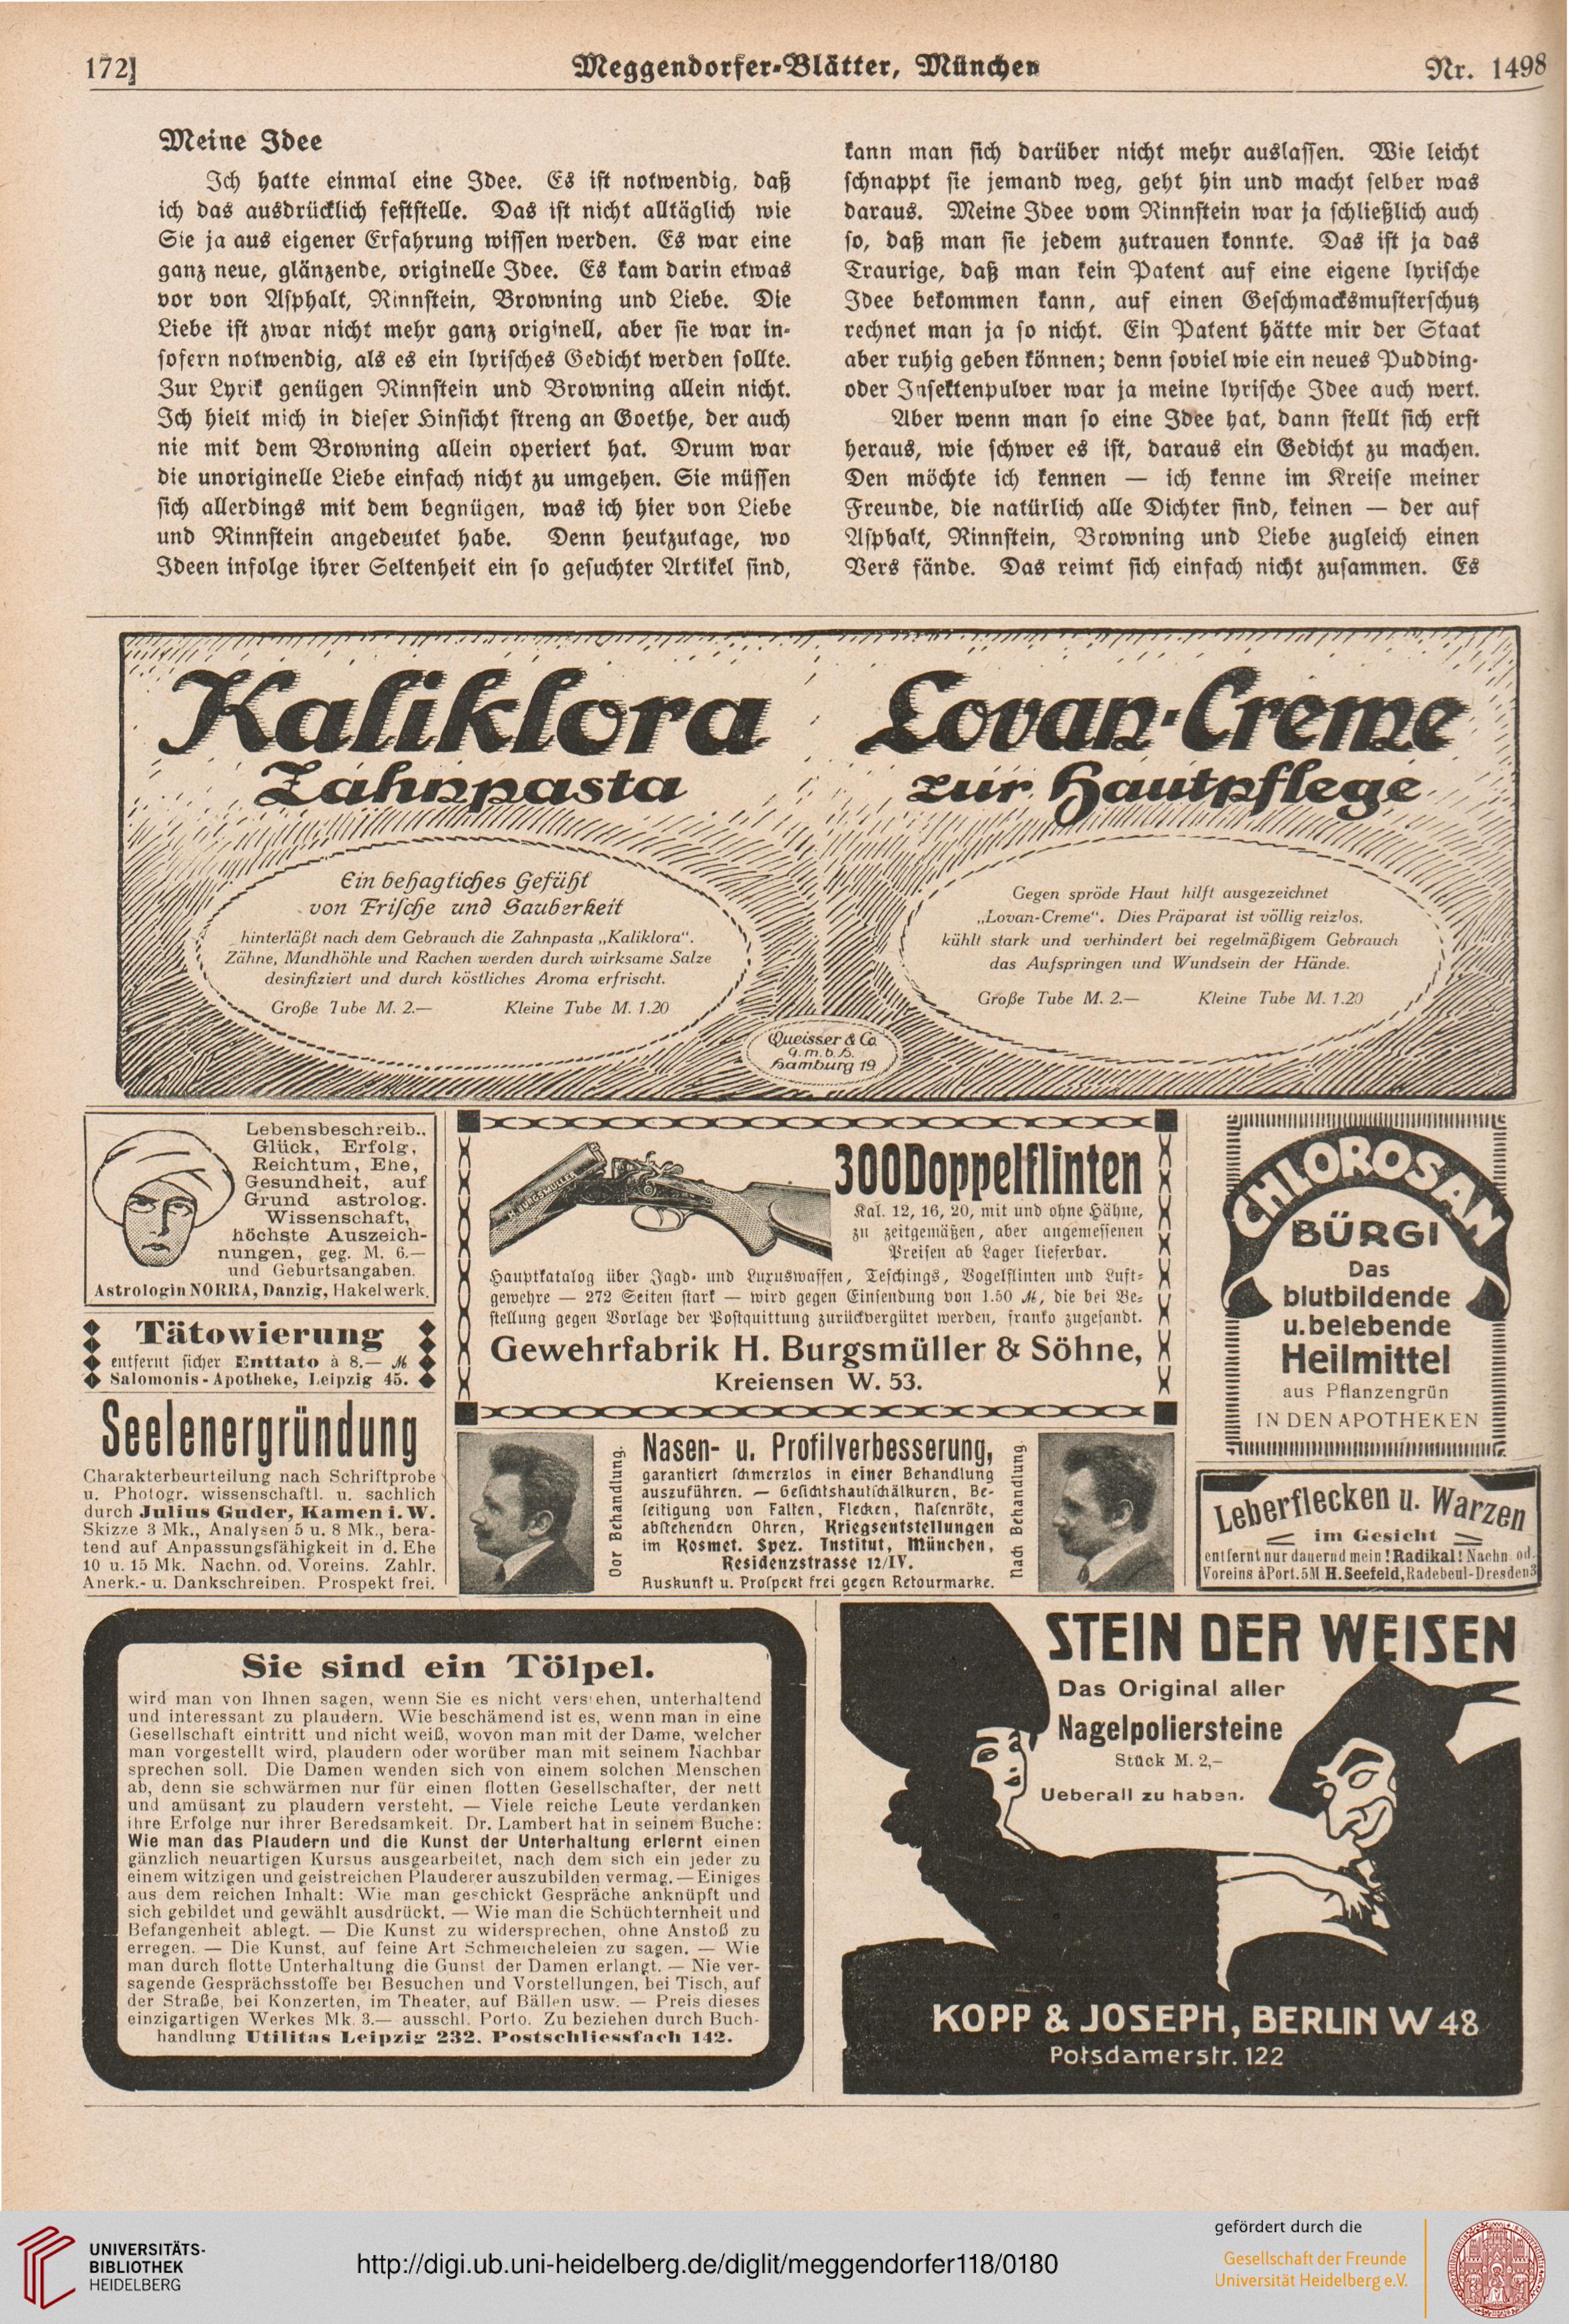 172]
Meggendorfer-Blätter, München
Nr. 1498
Meine Idee
Ich hatte einmal eine Idee. Es ist notwendig, daß
ich das ausdrücklich feststelle. Das ist nicht alltäglich wie
Sie ja aus eigener Erfahrung wissen werden. Es war eine
ganz neue, glänzende, originelle Idee. Es kam darin etwas
vor von Asphalt, Rinnstein, Browning und Liebe. Die
Liebe ist zwar nicht mehr ganz originell, aber sie war in-
sofern notwendig, als es ein lyrisches Gedicht werden sollte.
Zur Lyrik genügen Rinnstein und Browning allein nicht.
Ich hielt mich in dieser Hinsicht streng an Goethe, der auch
nie mit dem Browning allein operiert hat. Drum war
die unoriginelle Liebe einfach nicht zu umgehen. Sie müssen
sich allerdings mit dem begnügen, was ich hier von Liebe
und Rinnstein angedeutet habe. Denn heutzutage, wo
Ideen infolge ihrer Seltenheit ein so gesuchter Artikel sind,
kann man sich darüber nicht mehr auslassen. Wie leicht
schnappt sie jemand weg, geht hin und macht selber was
daraus. Meine Idee vom Rinnstein war ja schließlich auch
so, daß man sie jedem zutrauen konnte. Das ist ja das
Traurige, daß man kein Patent auf eine eigene lyrische
Idee bekommen kann, auf einen Geschmacksmusterschutz
rechnet man ja so nicht. Ein Patent hätte mir der Staat
aber ruhig geben können; denn soviel wie ein neues Pudding-
oder Insektenpulver war ja meine lyrische Idee auch wert.
Aber wenn man so eine Idee hat, dann stellt sich erst
heraus, wie schwer es ist, daraus ein Gedicht zu machen.
Den möchte ich kennen — ich kenne im Kreise meiner
Freunde, die natürlich alle Dichter sind, keinen — der auf
Asphalt, Rinnstein, Browning und Liebe zugleich einen
Vers fände. Das reimt sich einfach nicht zusammen. Es
Kaliklora
Zahnpasta
Ein behagliches Gefühl
von Frische und Sauberkeit
hinterläßt nach dem Gebrauch die Zahnpasta „Kaliklora“.
Zähne, Mundhöhle und Rachen werden durch wirksame Salze
desinfiziert und durch köstliches Aroma erfrischt.
Große Tube M. 2.— Kleine Tube M. 1.20
Lovan-Creme
zur Hautpflege
Gegen spröde Haut hilft ausgezeichnet
„Lovan-Creme“. Dies Präparat ist völlig reizlos,
kühlt stark und verhindert bei regelmäßigem Gebrauch
das Aufspringen und Wundsein der Hände.
Große Tube M. 2.— Kleine Tube M. 1.20
Queisser & Co.
G.m.b.H.
Hamburg 19
Lebensbeschreib.,
Glück, Erfolg,
Reichtum, Ehe,
Gesundheit, auf
Grund astrolog.
Wissenschaft,
höchste Auszeich-
nungen, geg. M. 6.—
und Geburtsangaben.
Astrologin NORRA, Danzig, Hakelwerk.
Tätowierung
entfernt sicher Enttato à 8.— ℳ
Salomonis-Apotheke, Leipzig 45.
Seelenergründung
Charakterbeurteilung nach Schriftprobe
u. Photogr. wissenschaftl. u. sachlich
durch Julius Guder, Kamen i. W.
Skizze 3 Mk., Analysen 5 u. 8 Mk., bera-
tend auf Anpassungsfähigkeit in d. Ehe
10 u. 15 Mk. Nachn. od. Voreins. Zahlr.
Anerk.- u. Dankschreiben. Prospekt frei.
H. BURGSMÜLLER
300 Doppelflinten
Kal. 12, 16, 20, mit und ohne Hähne,
zu zeitgemäßen, aber angemessenen
Preisen ab Lager lieferbar.
Hauptkatalog über Jagd- und Luxuswaffen, Teschings, Vogelflinten und Luft-
gewehre — 272 Seiten stark — wird gegen Einsendung von 1.50 ℳ, die bei Be-
stellung gegen Vorlage der Postquittung zurückvergütet werden, franko zugesandt.
Gewehrfabrik H. Burgsmüller & Söhne,
Kreiensen W. 53.
Vor Behandlung.
Nasen- u. Profilverbesserung,
garantiert schmerzlos in einer Behandlung
auszuführen. — Gesichtshautschälkuren, Be-
seitigung von Falten, Flecken, Nasenröte,
abstehenden Ohren, Kriegsentstellungen
im Kosmet. Spez. Institut, München,
Residenzstrasse 12/IV.
Auskunft u. Prospekt frei gegen Retourmarke.
Nach Behandlung.
CHLOROSAN
BÜRGI
Das
blutbildende
u. belebende
Heilmittel
aus Pflanzengrün
IN DEN APOTHEKEN
Leberflecken u. Warzen
im Gesicht
entfernt nur dauernd mein ! Radikal ! Nachn. od.
Voreins à Port. 5M H. Seefeld, Radebeul-Dresden3
Sie sind ein Tölpel.
wird man von Ihnen sagen, wenn Sie es nicht verstehen, unterhaltend
und interessant zu plaudern. Wie beschämend ist es, wenn man in eine
Gesellschaft eintritt und nicht weiß, wovon man mit der Dame, welcher
man vorgestellt wird, plaudern oder worüber man mit seinem Nachbar
sprechen soll. Die Damen wenden sich von einem solchen Menschen
ab, denn sie schwärmen nur für einen flotten Gesellschafter, der nett
und amüsant zu plaudern versteht. — Viele reiche Leute verdanken
ihre Erfolge nur ihrer Beredsamkeit. Dr. Lambert hat in seinem Buche:
Wie man das Plaudern und die Kunst der Unterhaltung erlernt einen
gänzlich neuartigen Kursus ausgearbeitet, nach dem sich ein jeder zu
einem witzigen und geistreichen Plauderer auszubilden vermag. — Einiges
aus dem reichen Inhalt: Wie man geschickt Gespräche anknüpft und
sich gebildet und gewählt ausdrückt. — Wie man die Schüchternheit und
Befangenheit ablegt. — Die Kunst zu widersprechen, ohne Anstoß zu
erregen. — Die Kunst, auf feine Art Schmeicheleien zu sagen. — Wie
man durch flotte Unterhaltung die Gunst der Damen erlangt. — Nie ver-
sagende Gesprächsstoffe bei Besuchen und Vorstellungen, bei Tisch, auf
der Straße, bei Konzerten, im Theater, auf Bällen usw. — Preis dieses
einzigartigen Werkes Mk. 3.— ausschl. Porto. Zu beziehen durch Buch-
handlung Utilitas Leipzig 232. Postschliessfach 142.
STEIN DER WEISEN
Das Original aller
Nagelpoliersteine
Stück M. 2,-
Ueberall zu haben.
KOPP & JOSEPH, BERLIN W 48
Potsdamerstr. 122
UNIVERSITÄTS-
BIBLIOTHEK
HEIDELBERG
http://digi.ub.uni-heidelberg.de/diglit/meggendorfer118/0180
gefördert durch die
Gesellschaft der Freunde
Universität Heidelberg e.V.